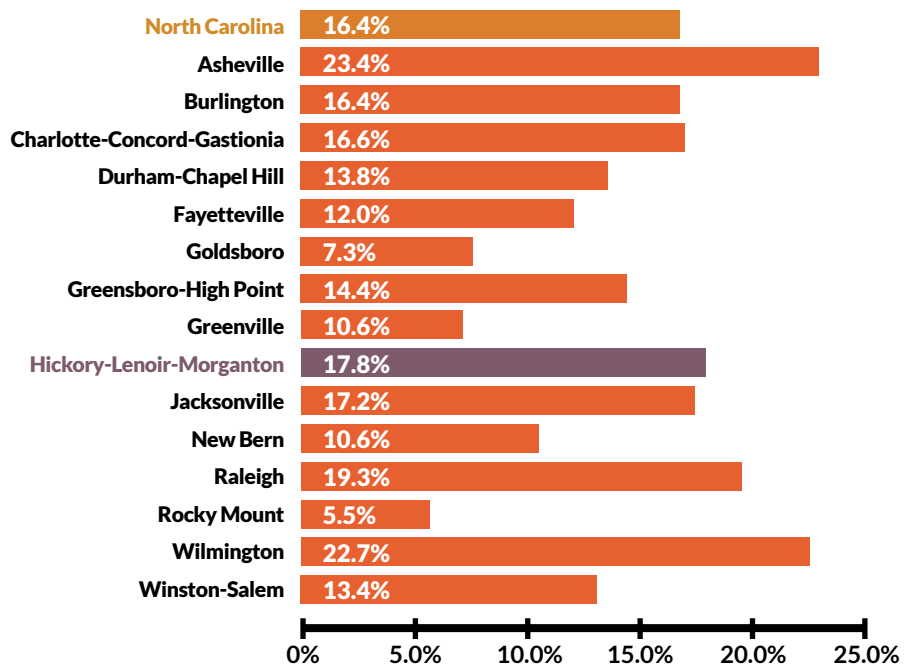 North Carolina 16.4%
Asheville 23.4%
Burlington 16.4%
Charlotte-Concord-Gastionia 16.6%
Durham-Chapel Hill 13.8%
Fayetteville 12.0%
Goldsboro 7.3%
Greensboro-High Point 14.4%
Greenville 10.6%
Hickory-Lenoir-Morganton 17.8%
Jacksonville 17.2%
New Bern 10.6%
Raleigh 19.3%
Rocky Mount 5.5%
Wilmington 22.7%
Winston-Salem 13.4%
0% 5.0% 10.0% 15.0% 20.0% 25.0%